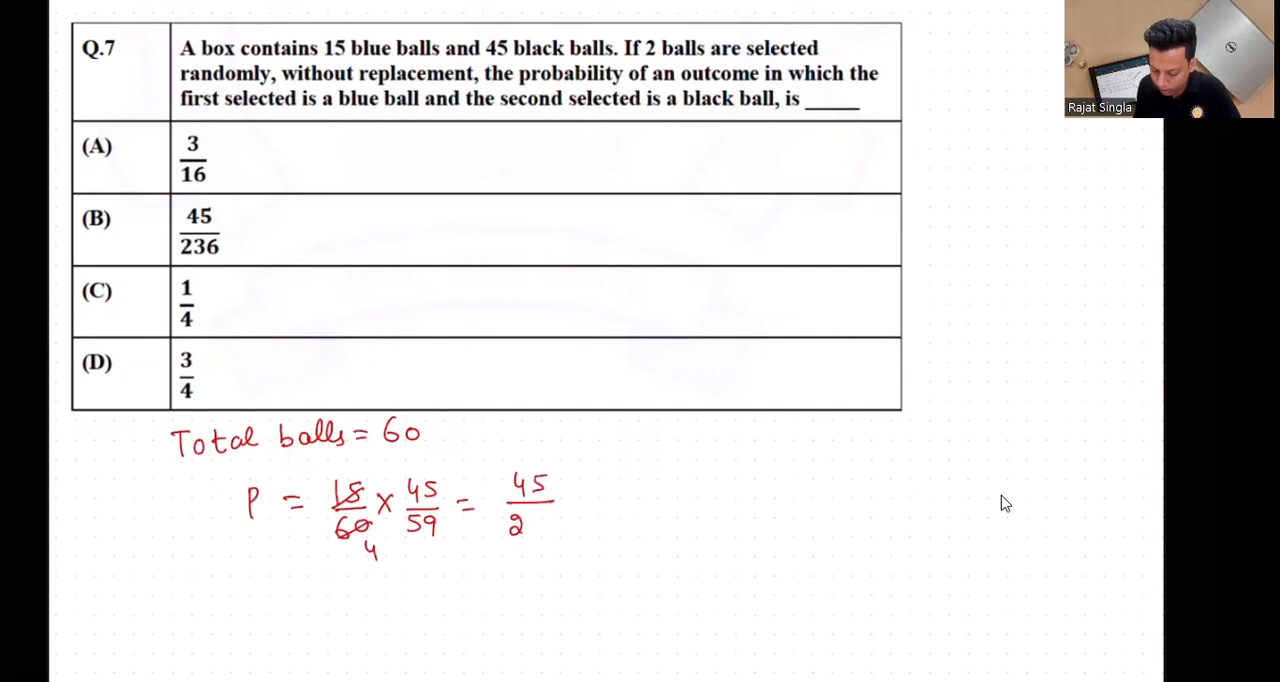 Q.7 A box contains 15 blue balls and 45 black balls. If 2 balls are selected
randomly, without replacement, the probability of an outcome in which the
first selected is a blue ball and the second selected is a black ball, is _____
(A) 3/16
(B) 45/236
(C) 1/4
(D) 3/4
Total balls = 60
P = 15/60 × 45/59 = 45/2
4
Rajat Singla